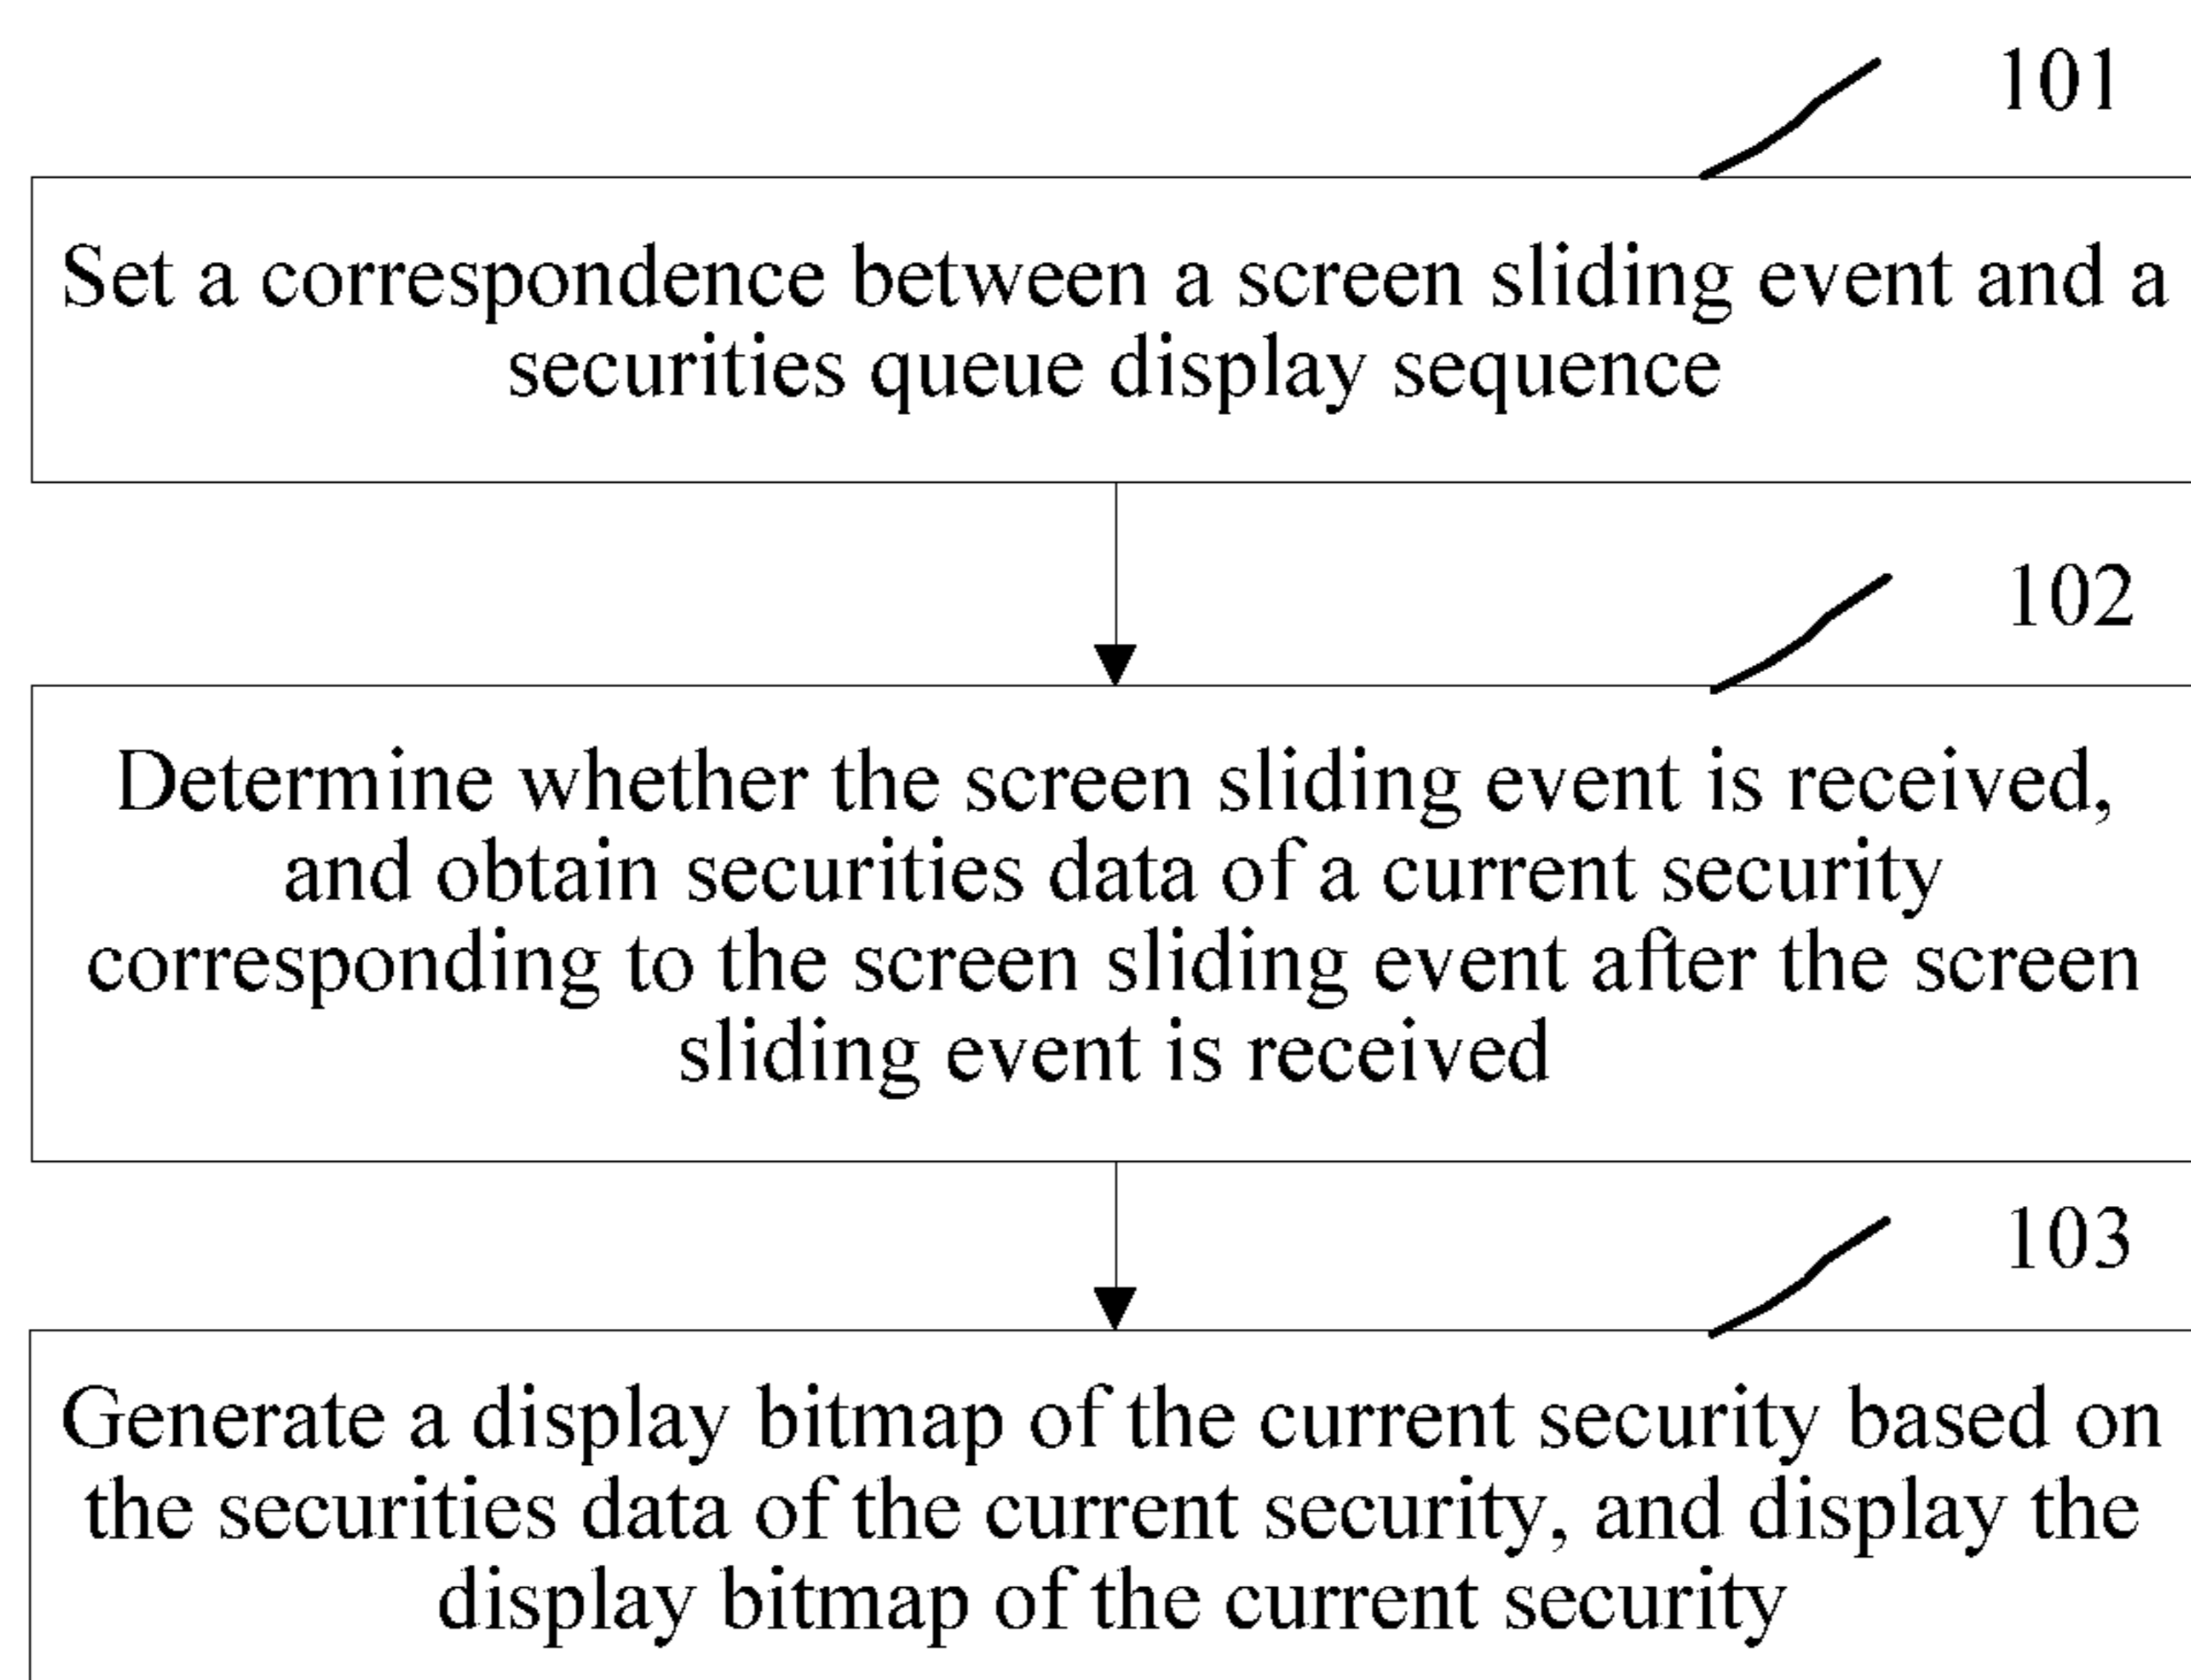 101
Set a correspondence between a screen sliding event and a
securities queue display sequence
102
Determine whether the screen sliding event is received,
and obtain securities data of a current security
corresponding to the screen sliding event after the screen
sliding event is received
103
Generate a display bitmap of the current security based on
the securities data of the current security, and display the
display bitmap of the current security